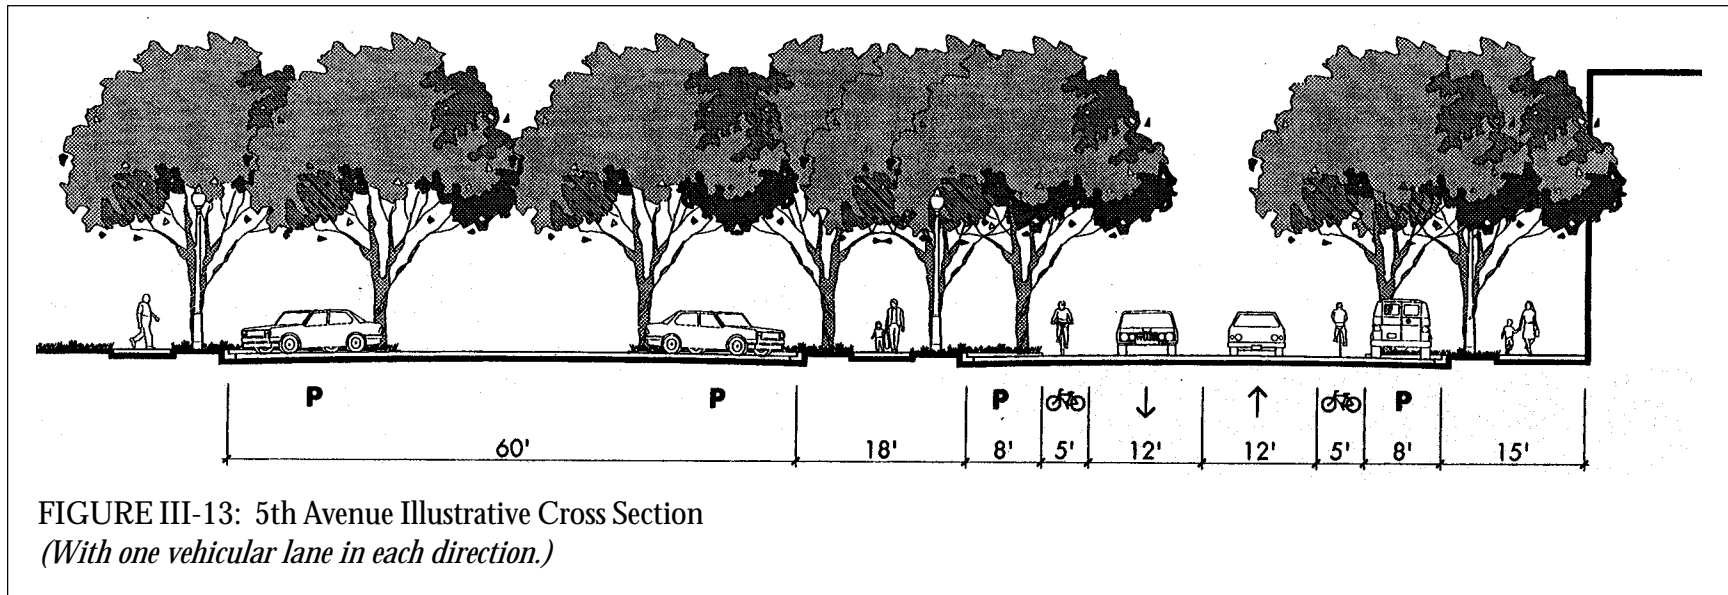 P P P P
60' 18' 8' 5' 12' 12' 5' 8' 15'
FIGURE III-13: 5th Avenue Illustrative Cross Section
(With one vehicular lane in each direction.)